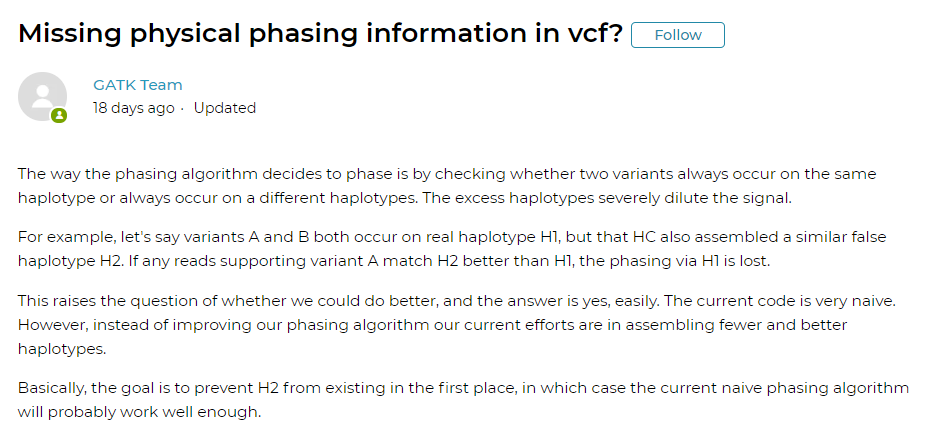 Missing physical phasing information in vcf?
Follow
GATK Team
18 days ago · Updated
The way the phasing algorithm decides to phase is by checking whether two variants always occur on the same
haplotype or always occur on a different haplotypes. The excess haplotypes severely dilute the signal.
For example, let's say variants A and B both occur on real haplotype H1, but that HC also assembled a similar false
haplotype H2. If any reads supporting variant A match H2 better than H1, the phasing via H1 is lost.
This raises the question of whether we could do better, and the answer is yes, easily. The current code is very naive.
However, instead of improving our phasing algorithm our current efforts are in assembling fewer and better
haplotypes.
Basically, the goal is to prevent H2 from existing in the first place, in which case the current naive phasing algorithm
will probably work well enough.